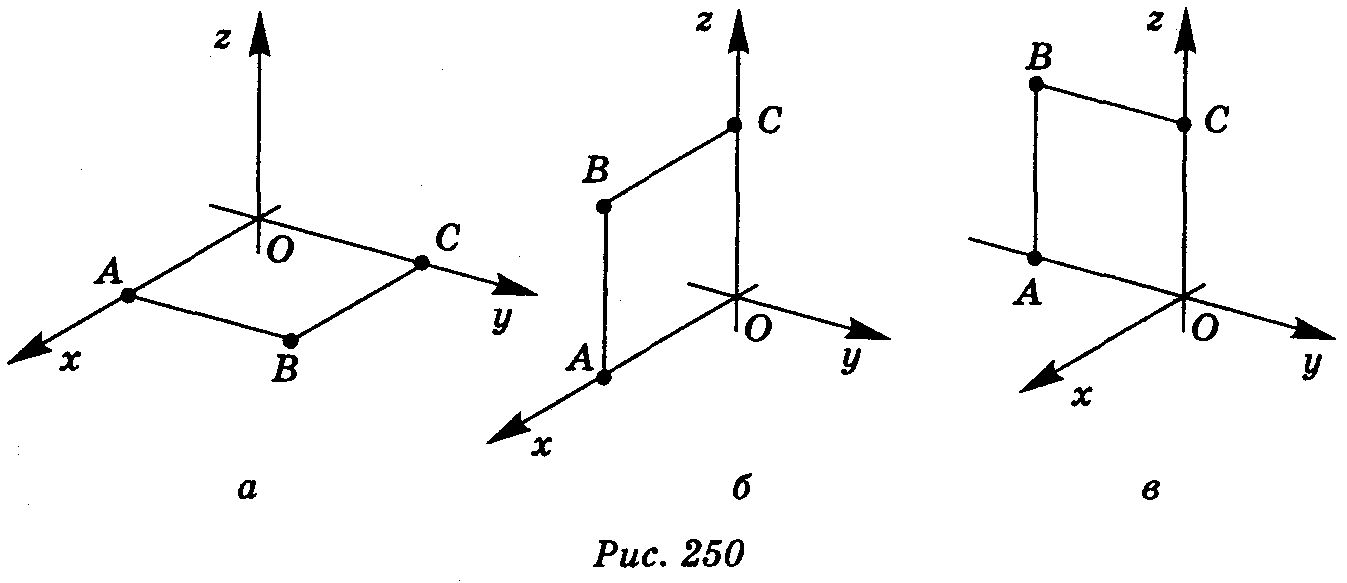 z z z
B
C C
B
O C
A
A O O
y y y
x B A x
x
а б в
Рис. 250